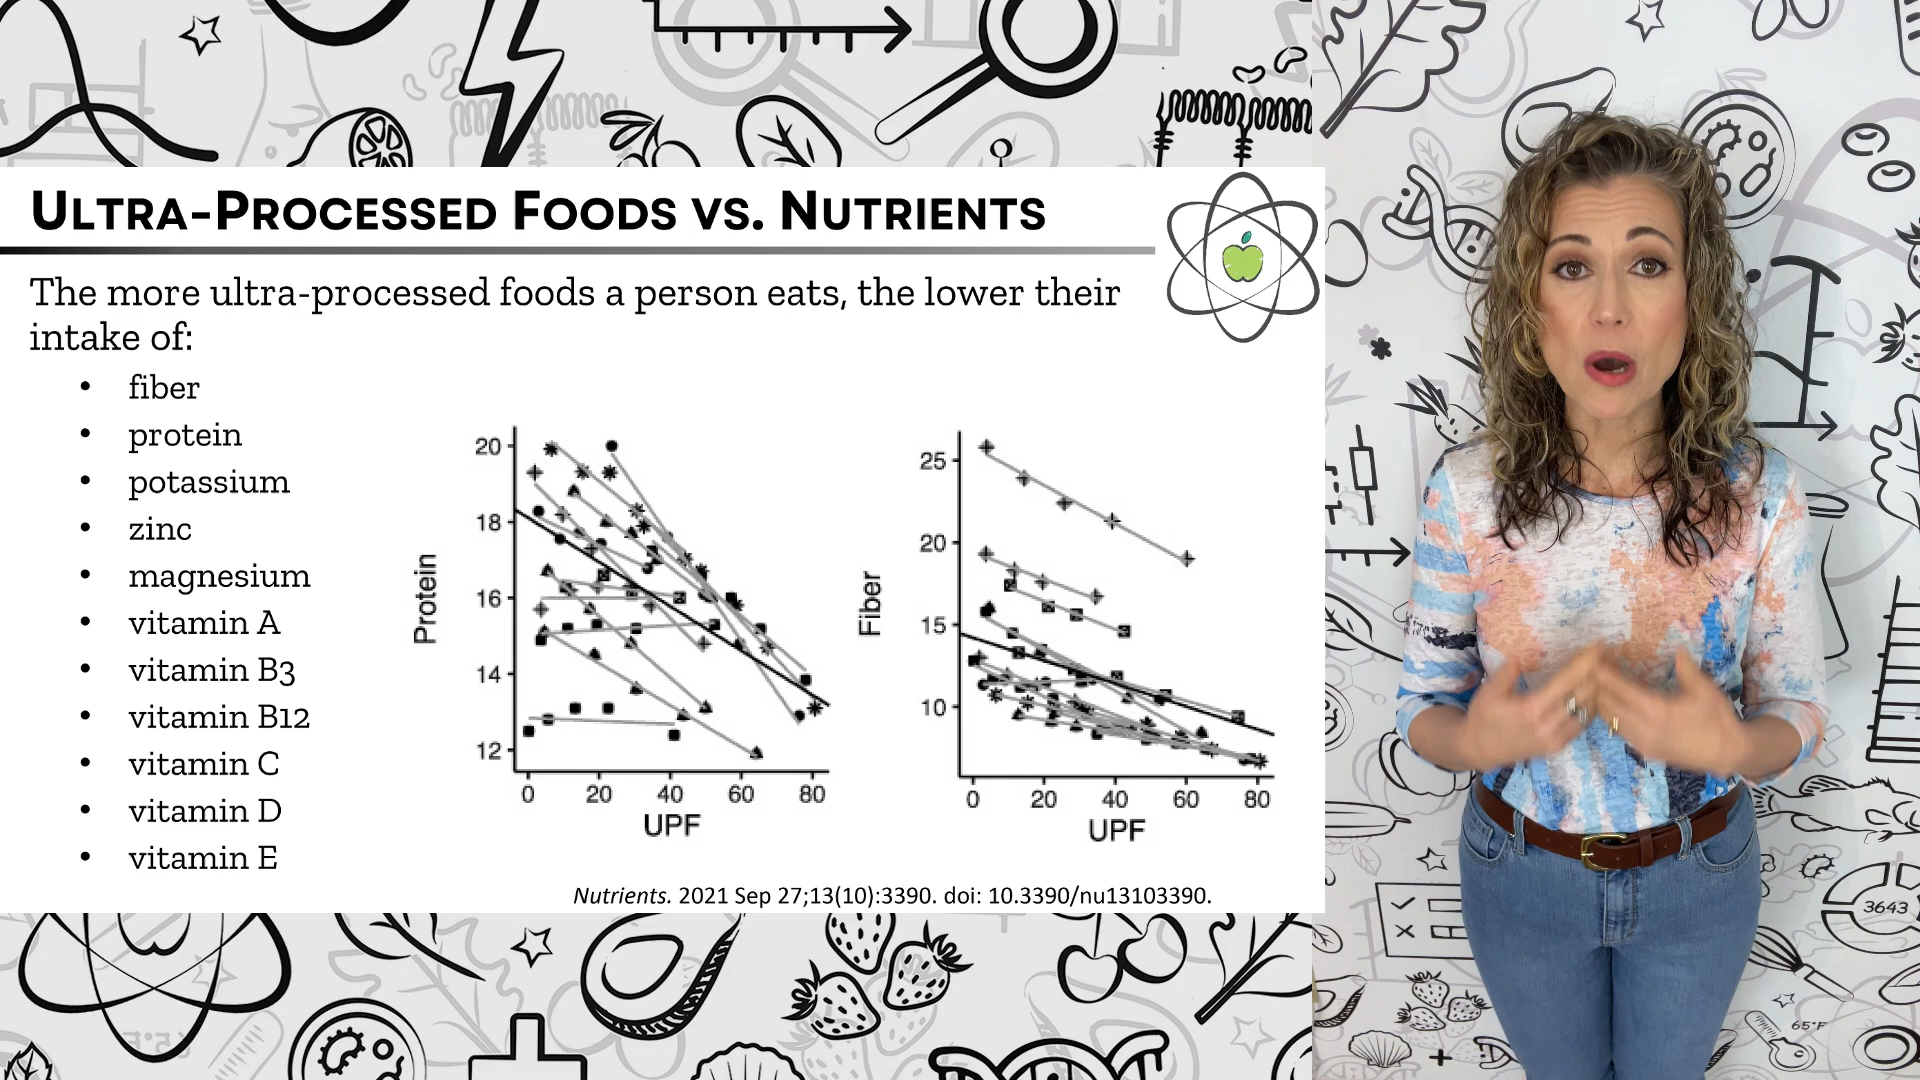 ULTRA-PROCESSED FOODS VS. NUTRIENTS
The more ultra-processed foods a person eats, the lower their
intake of:
• fiber
• protein
• potassium
• zinc
• magnesium
• vitamin A
• vitamin B3
• vitamin B12
• vitamin C
• vitamin D
• vitamin E
Protein
20
18
16
14
12
0 20 40 60 80
UPF
Fiber
25
20
15
10
0 20 40 60 80
UPF
Nutrients. 2021 Sep 27;13(10):3390. doi: 10.3390/nu13103390.
3643
65°F
65°F